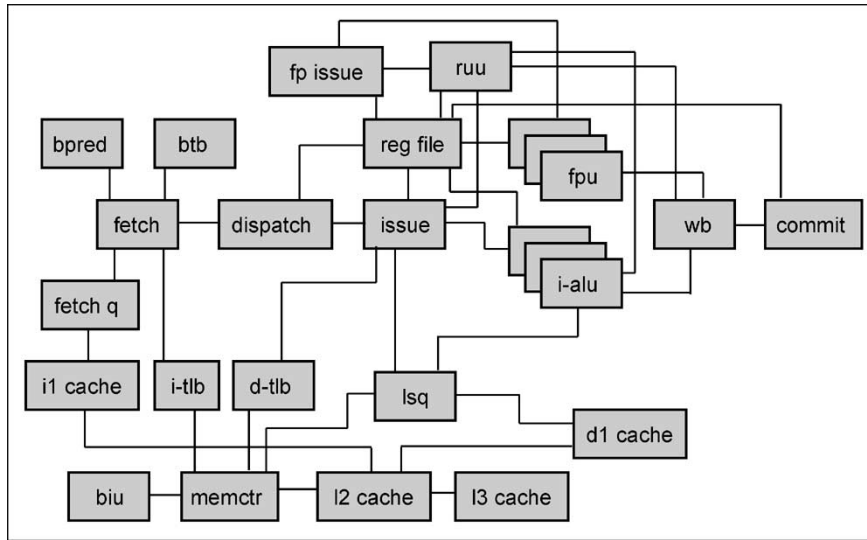 fp issue
ruu
bpred
btb
reg file
fpu
fetch
dispatch
issue
wb
commit
i-alu
fetch q
i1 cache
i-tlb
d-tlb
lsq
d1 cache
biu
memctr
l2 cache
l3 cache